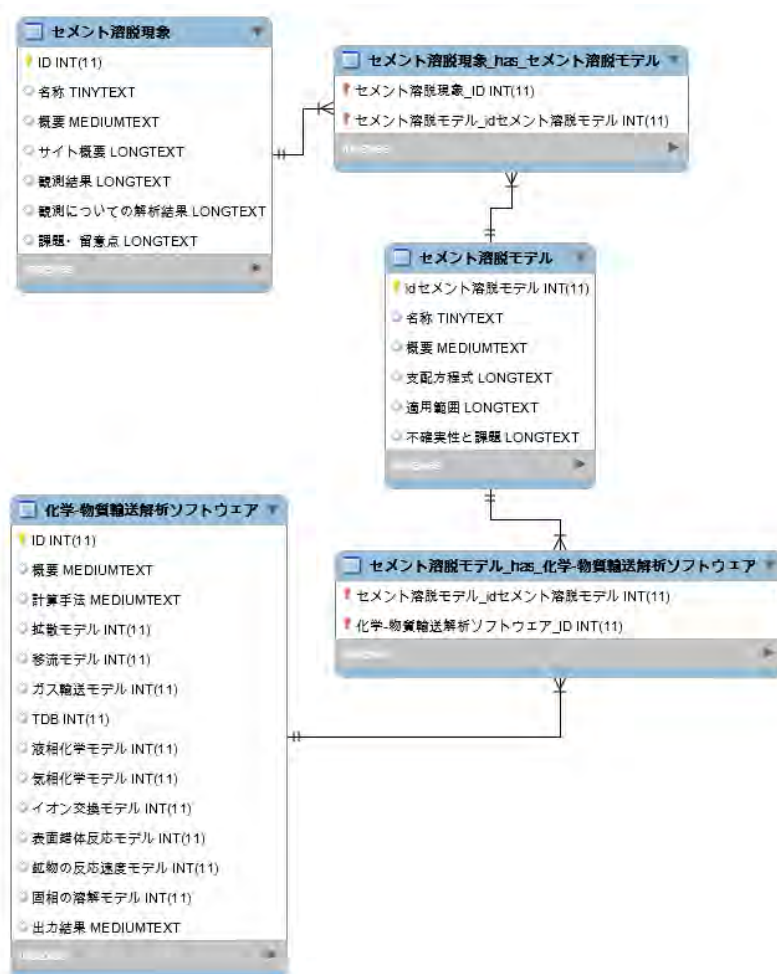 セメント溶脱現象
ID INT(11)
名称 TINYTEXT
概要 MEDIUMTEXT
サイト概要 LONGTEXT
観測結果 LONGTEXT
観測についての解析結果 LONGTEXT
課題・留意点 LONGTEXT
セメント溶脱現象_has_セメント溶脱モデル
セメント溶脱現象_ID INT(11)
セメント溶脱モデル_idセメント溶脱モデル INT(11)
セメント溶脱モデル
idセメント溶脱モデル INT(11)
名称 TINYTEXT
概要 MEDIUMTEXT
支配方程式 LONGTEXT
適用範囲 LONGTEXT
不確実性と課題 LONGTEXT
化学-物質輸送解析ソフトウエア
ID INT(11)
概要 MEDIUMTEXT
計算手法 MEDIUMTEXT
拡散モデル INT(11)
移流モデル INT(11)
ガス輸送モデル INT(11)
TDB INT(11)
液相化学モデル INT(11)
気相化学モデル INT(11)
イオン交換モデル INT(11)
表面錯体反応モデル INT(11)
鉱物の反応速度モデル INT(11)
固相の溶解モデル INT(11)
出力結果 MEDIUMTEXT
セメント溶脱モデル_has_化学-物質輸送解析ソフトウエア
セメント溶脱モデル_idセメント溶脱モデル INT(11)
化学-物質輸送解析ソフトウエア_ID INT(11)